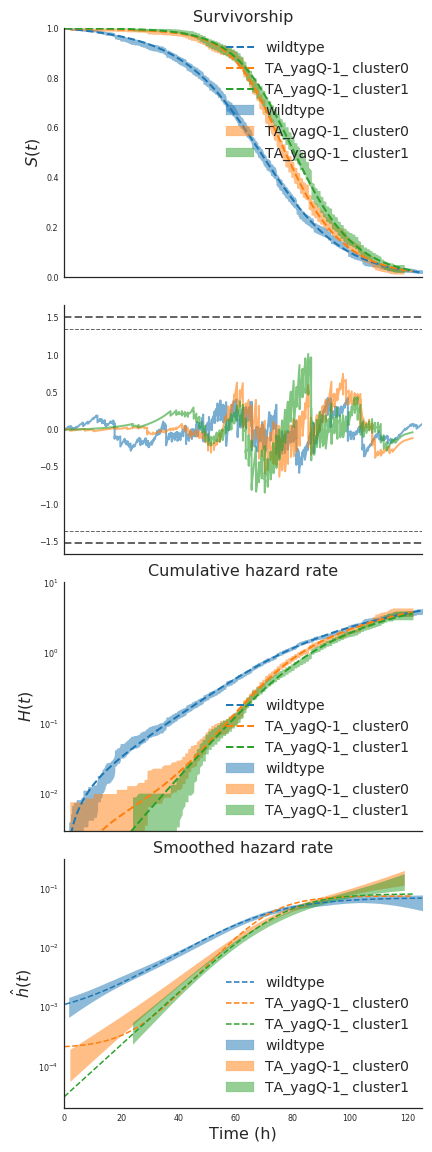 Survivorship
1.0
0.8
0.6
0.4
0.2
0.0
S(t)
wildtype
TA_yagQ-1_ cluster0
TA_yagQ-1_ cluster1
wildtype
TA_yagQ-1_ cluster0
TA_yagQ-1_ cluster1
1.5
1.0
0.5
0.0
−0.5
−1.0
−1.5
Cumulative hazard rate
10¹
10⁰
10⁻¹
10⁻²
H(t)
wildtype
TA_yagQ-1_ cluster0
TA_yagQ-1_ cluster1
wildtype
TA_yagQ-1_ cluster0
TA_yagQ-1_ cluster1
Smoothed hazard rate
10⁻¹
10⁻²
10⁻³
10⁻⁴
ĥ(t)
wildtype
TA_yagQ-1_ cluster0
TA_yagQ-1_ cluster1
wildtype
TA_yagQ-1_ cluster0
TA_yagQ-1_ cluster1
0 20 40 60 80 100 120
Time (h)